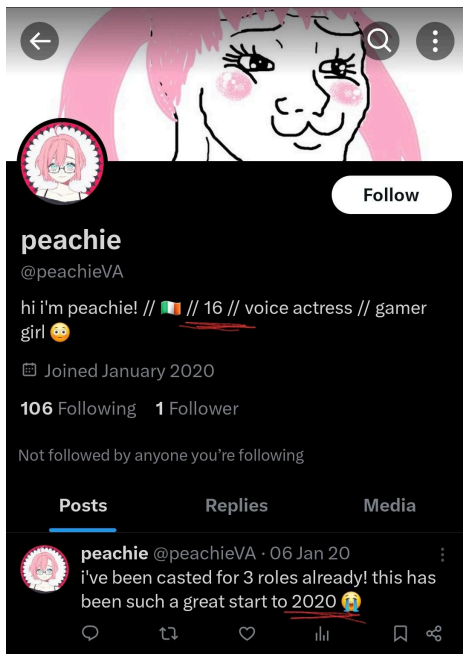 Follow
peachie
@peachieVA
hi i'm peachie! // 🇮🇪 // 16 // voice actress // gamer
girl 😳
Joined January 2020
106 Following 1 Follower
Not followed by anyone you're following
Posts Replies Media
peachie @peachieVA · 06 Jan 20
i've been casted for 3 roles already! this has
been such a great start to 2020 😭